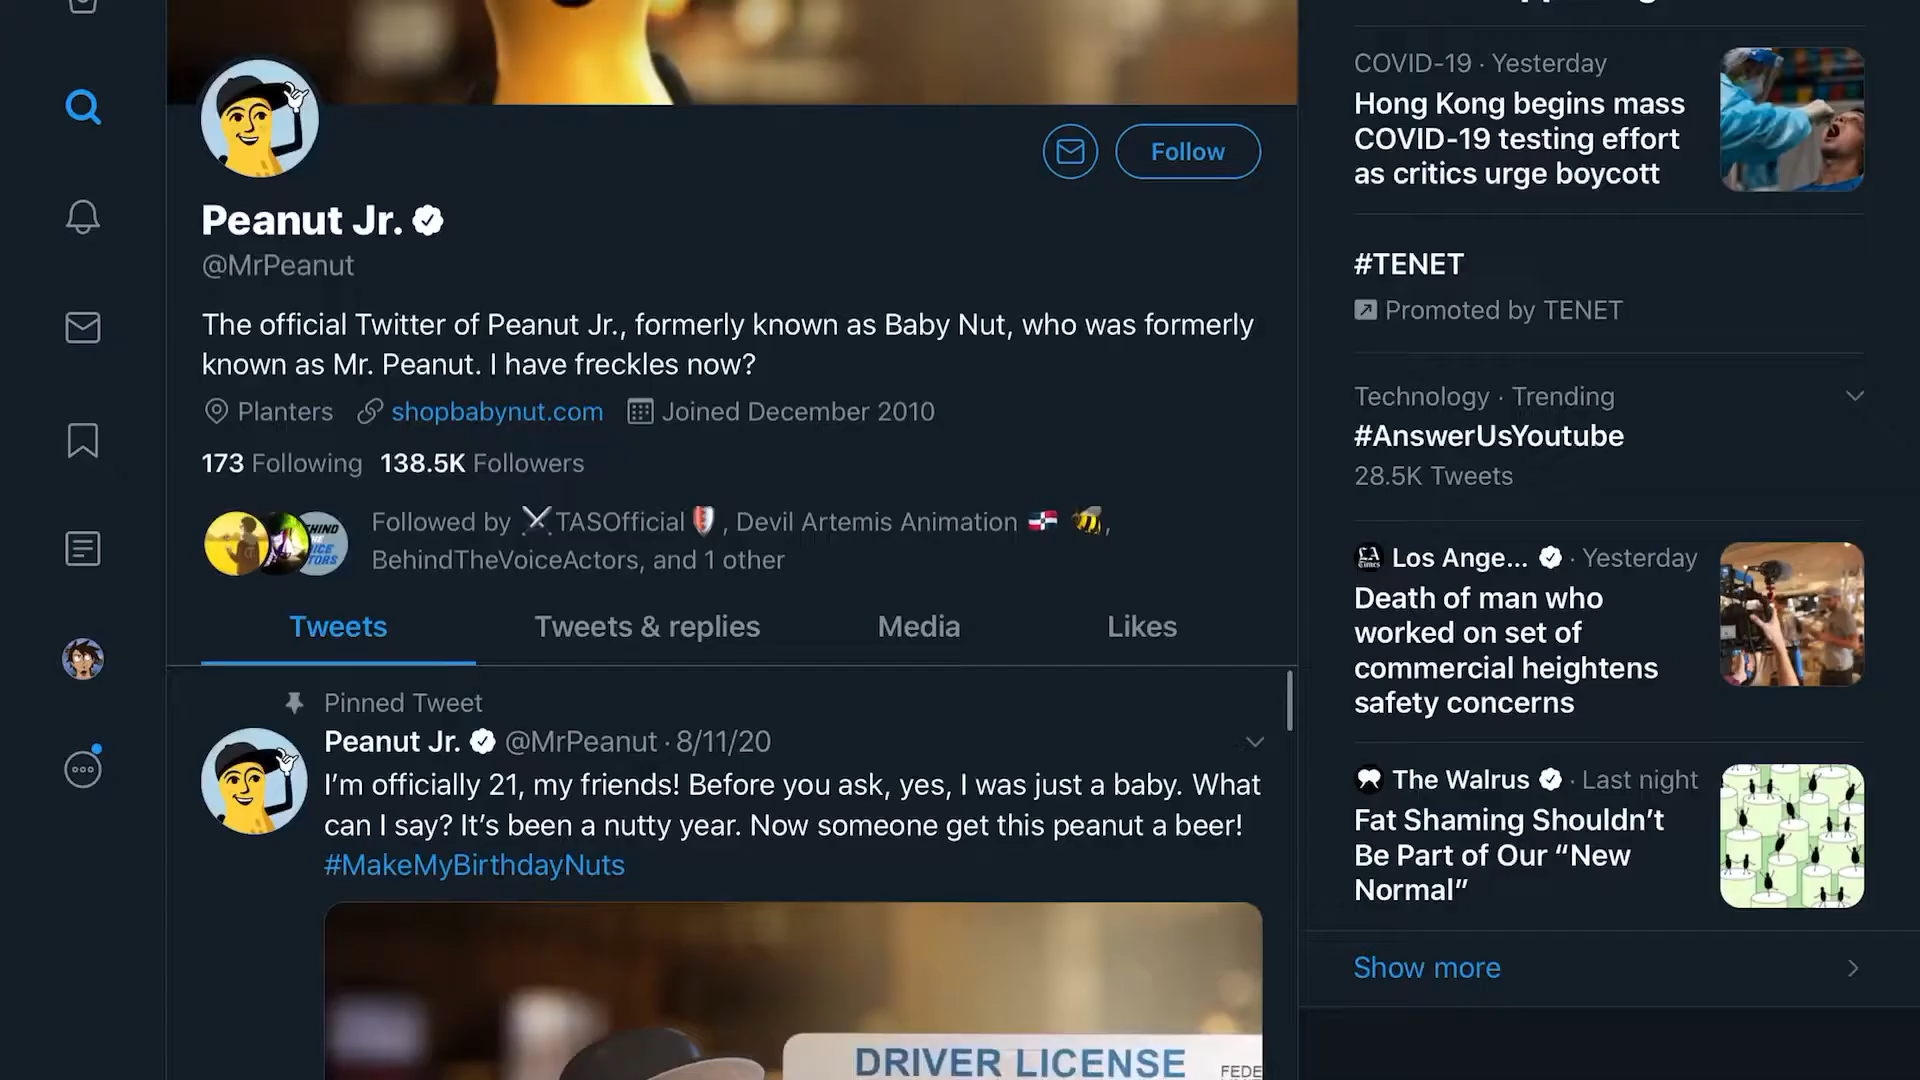 Follow
Peanut Jr.
@MrPeanut
The official Twitter of Peanut Jr., formerly known as Baby Nut, who was formerly
known as Mr. Peanut. I have freckles now?
Planters shopbabynut.com Joined December 2010
173 Following 138.5K Followers
HIND
ICE
TORS
Followed by ⚔TASOfficial🛡, Devil Artemis Animation 🇩🇴 🐝,
BehindTheVoiceActors, and 1 other
Tweets Tweets & replies Media Likes
Pinned Tweet
Peanut Jr. @MrPeanut · 8/11/20
I’m officially 21, my friends! Before you ask, yes, I was just a baby. What
can I say? It’s been a nutty year. Now someone get this peanut a beer!
#MakeMyBirthdayNuts
DRIVER LICENSE
FEDE
COVID-19 · Yesterday
Hong Kong begins mass
COVID-19 testing effort
as critics urge boycott
#TENET
Promoted by TENET
Technology · Trending
#AnswerUsYoutube
28.5K Tweets
LA
Times
Los Ange... · Yesterday
Death of man who
worked on set of
commercial heightens
safety concerns
The Walrus · Last night
Fat Shaming Shouldn’t
Be Part of Our “New
Normal”
Show more